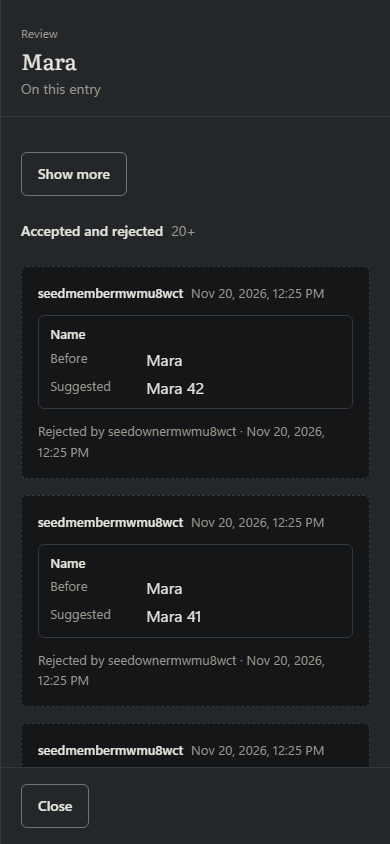 Review
Mara
On this entry
Show more
Accepted and rejected 20+
seedmembermwmu8wct Nov 20, 2026, 12:25 PM
Name
Before Mara
Suggested Mara 42
Rejected by seedownermwmu8wct · Nov 20, 2026,
12:25 PM
seedmembermwmu8wct Nov 20, 2026, 12:25 PM
Name
Before Mara
Suggested Mara 41
Rejected by seedownermwmu8wct · Nov 20, 2026,
12:25 PM
seedmembermwmu8wct Nov 20, 2026, 12:25 PM
Close